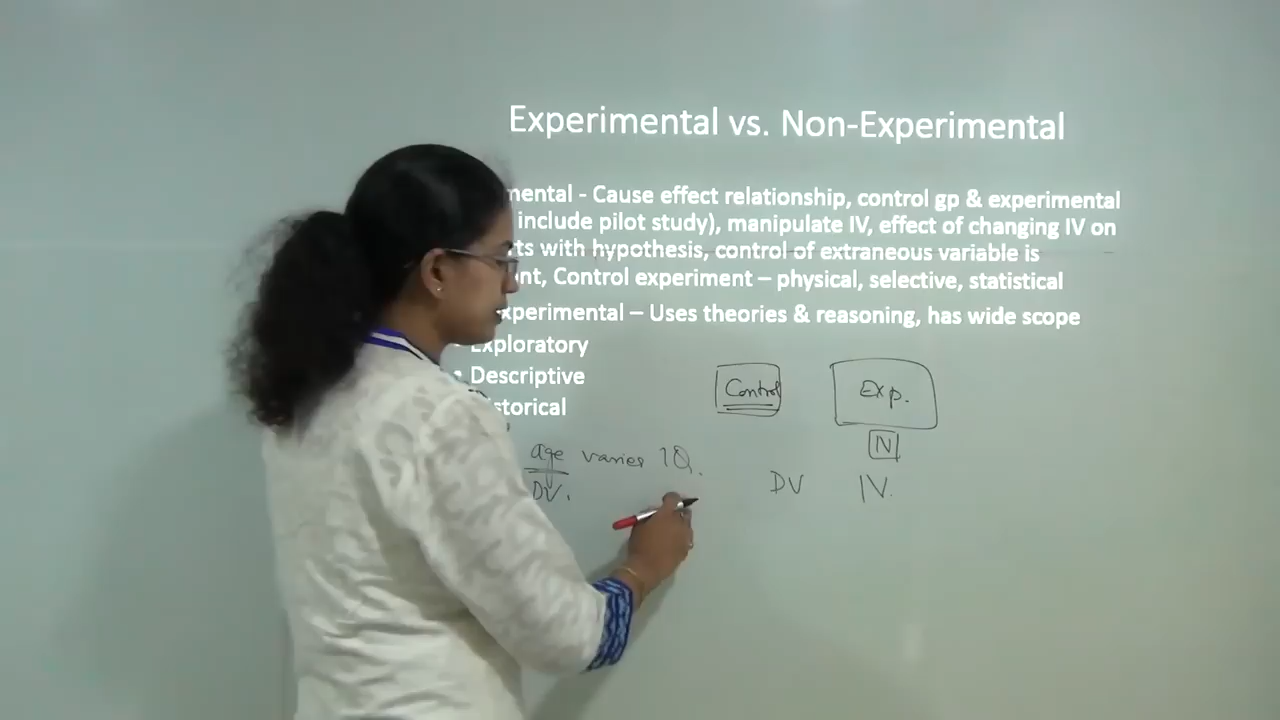 Experimental vs. Non-Experimental
mental - Cause effect relationship, control gp & experimental
include pilot study), manipulate IV, effect of changing IV on
ts with hypothesis, control of extraneous variable is
nt, Control experiment – physical, selective, statistical
xperimental – Uses theories & reasoning, has wide scope
• Exploratory
• Descriptive
storical
Control Exp.
N
age varies IQ.
DV. DV IV.